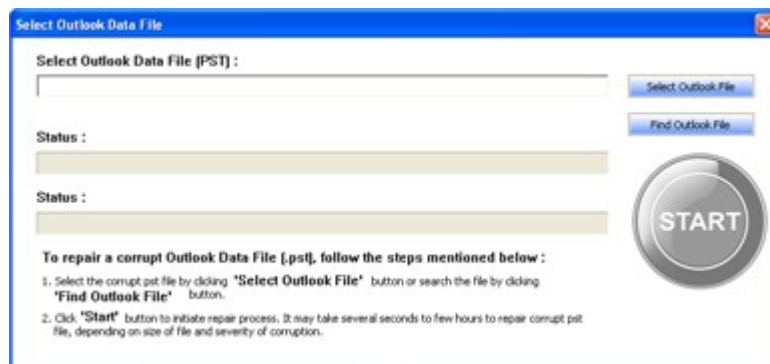 Select Outlook Data File
Select Outlook Data File (PST) :
Select Outlook File
Find Outlook File
Status :
Status :
START
To repair a corrupt Outlook Data File (.pst), follow the steps mentioned below :
1. Select the corrupt pst file by clicking "Select Outlook File" button or search the file by clicking
"Find Outlook File" button.
2. Click "Start" button to initiate repair process. It may take several seconds to few hours to repair corrupt pst
file, depending on size of file and severity of corruption.